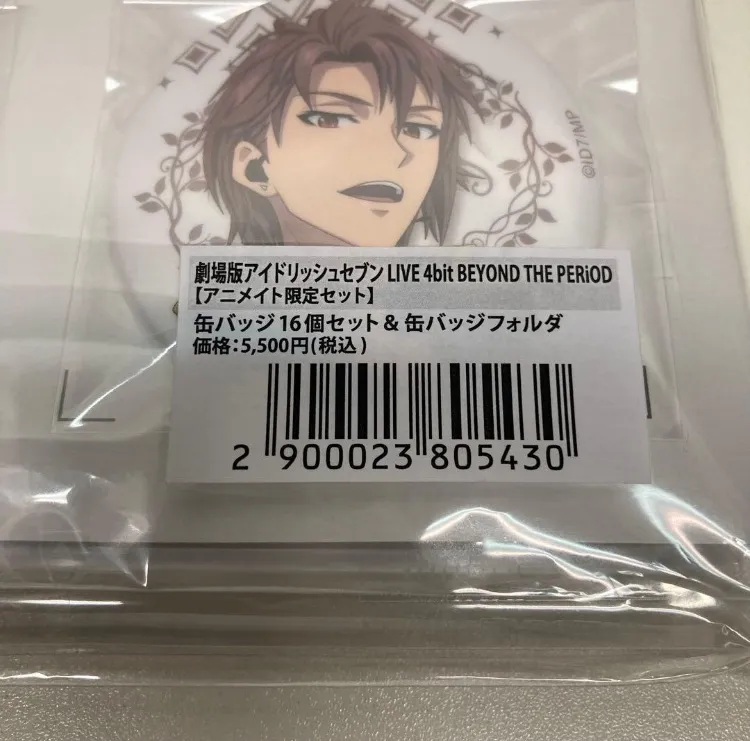 ©ID7/MP
劇場版アイドリッシュセブン LIVE 4bit BEYOND THE PERiOD
【アニメイト限定セット】
缶バッジ16個セット & 缶バッジフォルダ
価格:5,500円(税込)
2 900023 805430